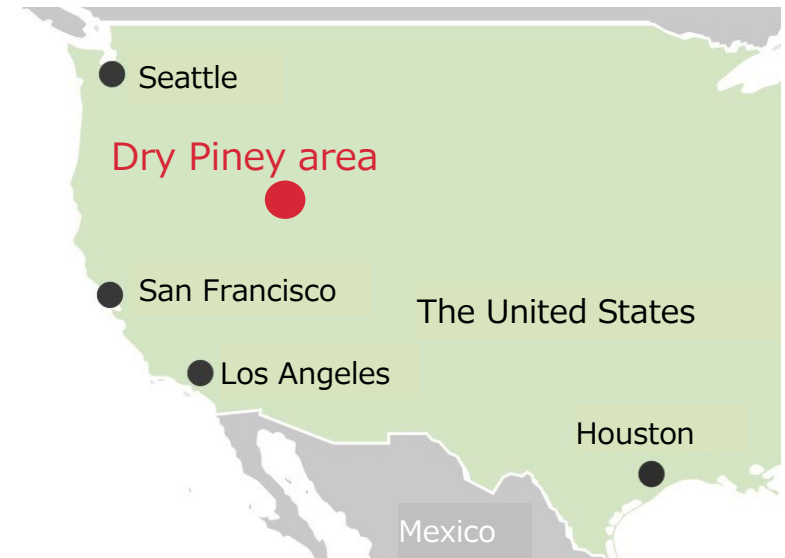 Seattle
Dry Piney area
San Francisco
The United States
Los Angeles
Houston
Mexico